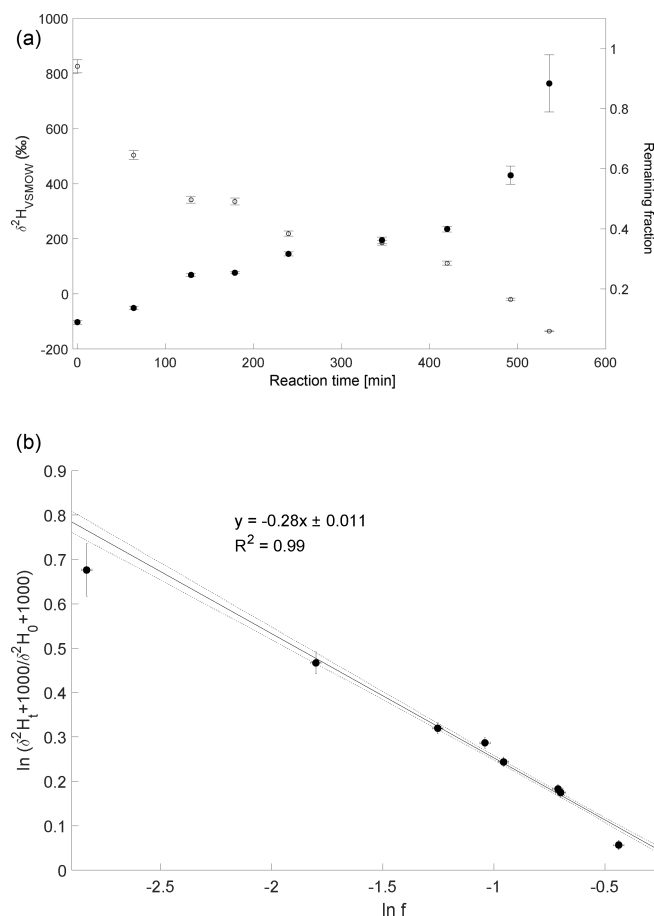 (a)
1000
800
600
400
200
0
-200
δ²H_VSMOW (‰)
1
0.8
0.6
0.4
0.2
Remaining fraction
0 100 200 300 400 500 600
Reaction time [min]
(b)
0.9
0.8
0.7
0.6
0.5
0.4
0.3
0.2
0.1
0
ln (δ²H_t+1000/δ²H_0+1000)
y = -0.28x ± 0.011
R² = 0.99
-2.5 -2 -1.5 -1 -0.5
ln f